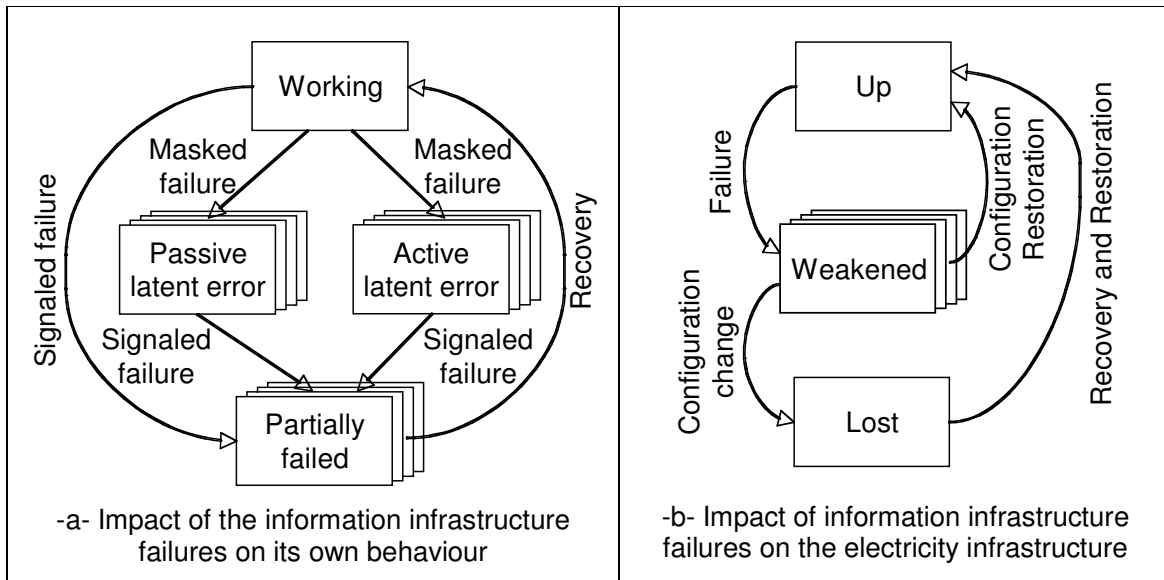 Working
Masked
failure
Masked
failure
Signaled failure
Recovery
Passive
latent error
Active
latent error
Signaled
failure
Signaled
failure
Partially
failed
-a- Impact of the information infrastructure
failures on its own behaviour
Up
Failure
Configuration
Restoration
Recovery and Restoration
Weakened
Configuration
change
Lost
-b- Impact of information infrastructure
failures on the electricity infrastructure